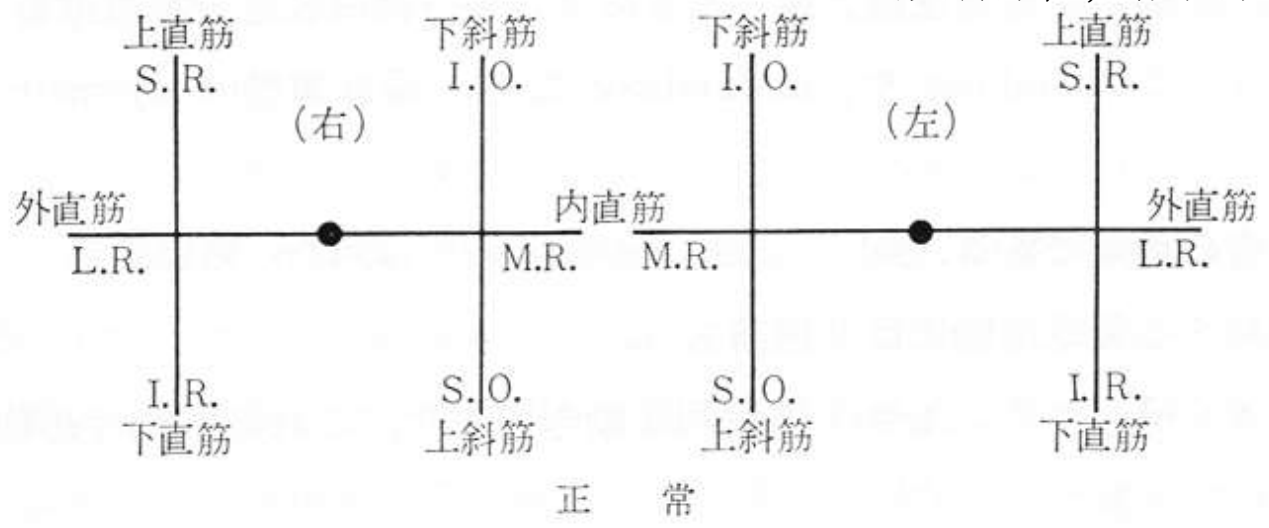 上直筋 下斜筋 下斜筋 上直筋
S.R. I.O. I.O. S.R.
(右) (左)
外直筋 内直筋 外直筋
L.R. M.R. M.R. L.R.
I.R. S.O. S.O. I.R.
下直筋 上斜筋 上斜筋 下直筋
正 常